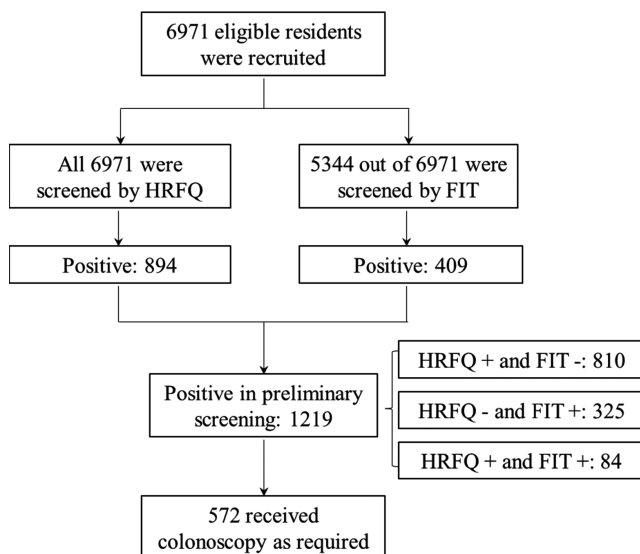 6971 eligible residents
were recruited
All 6971 were
screened by HRFQ
5344 out of 6971 were
screened by FIT
Positive: 894
Positive: 409
Positive in preliminary
screening: 1219
HRFQ + and FIT -: 810
HRFQ - and FIT +: 325
HRFQ + and FIT +: 84
572 received
colonoscopy as required